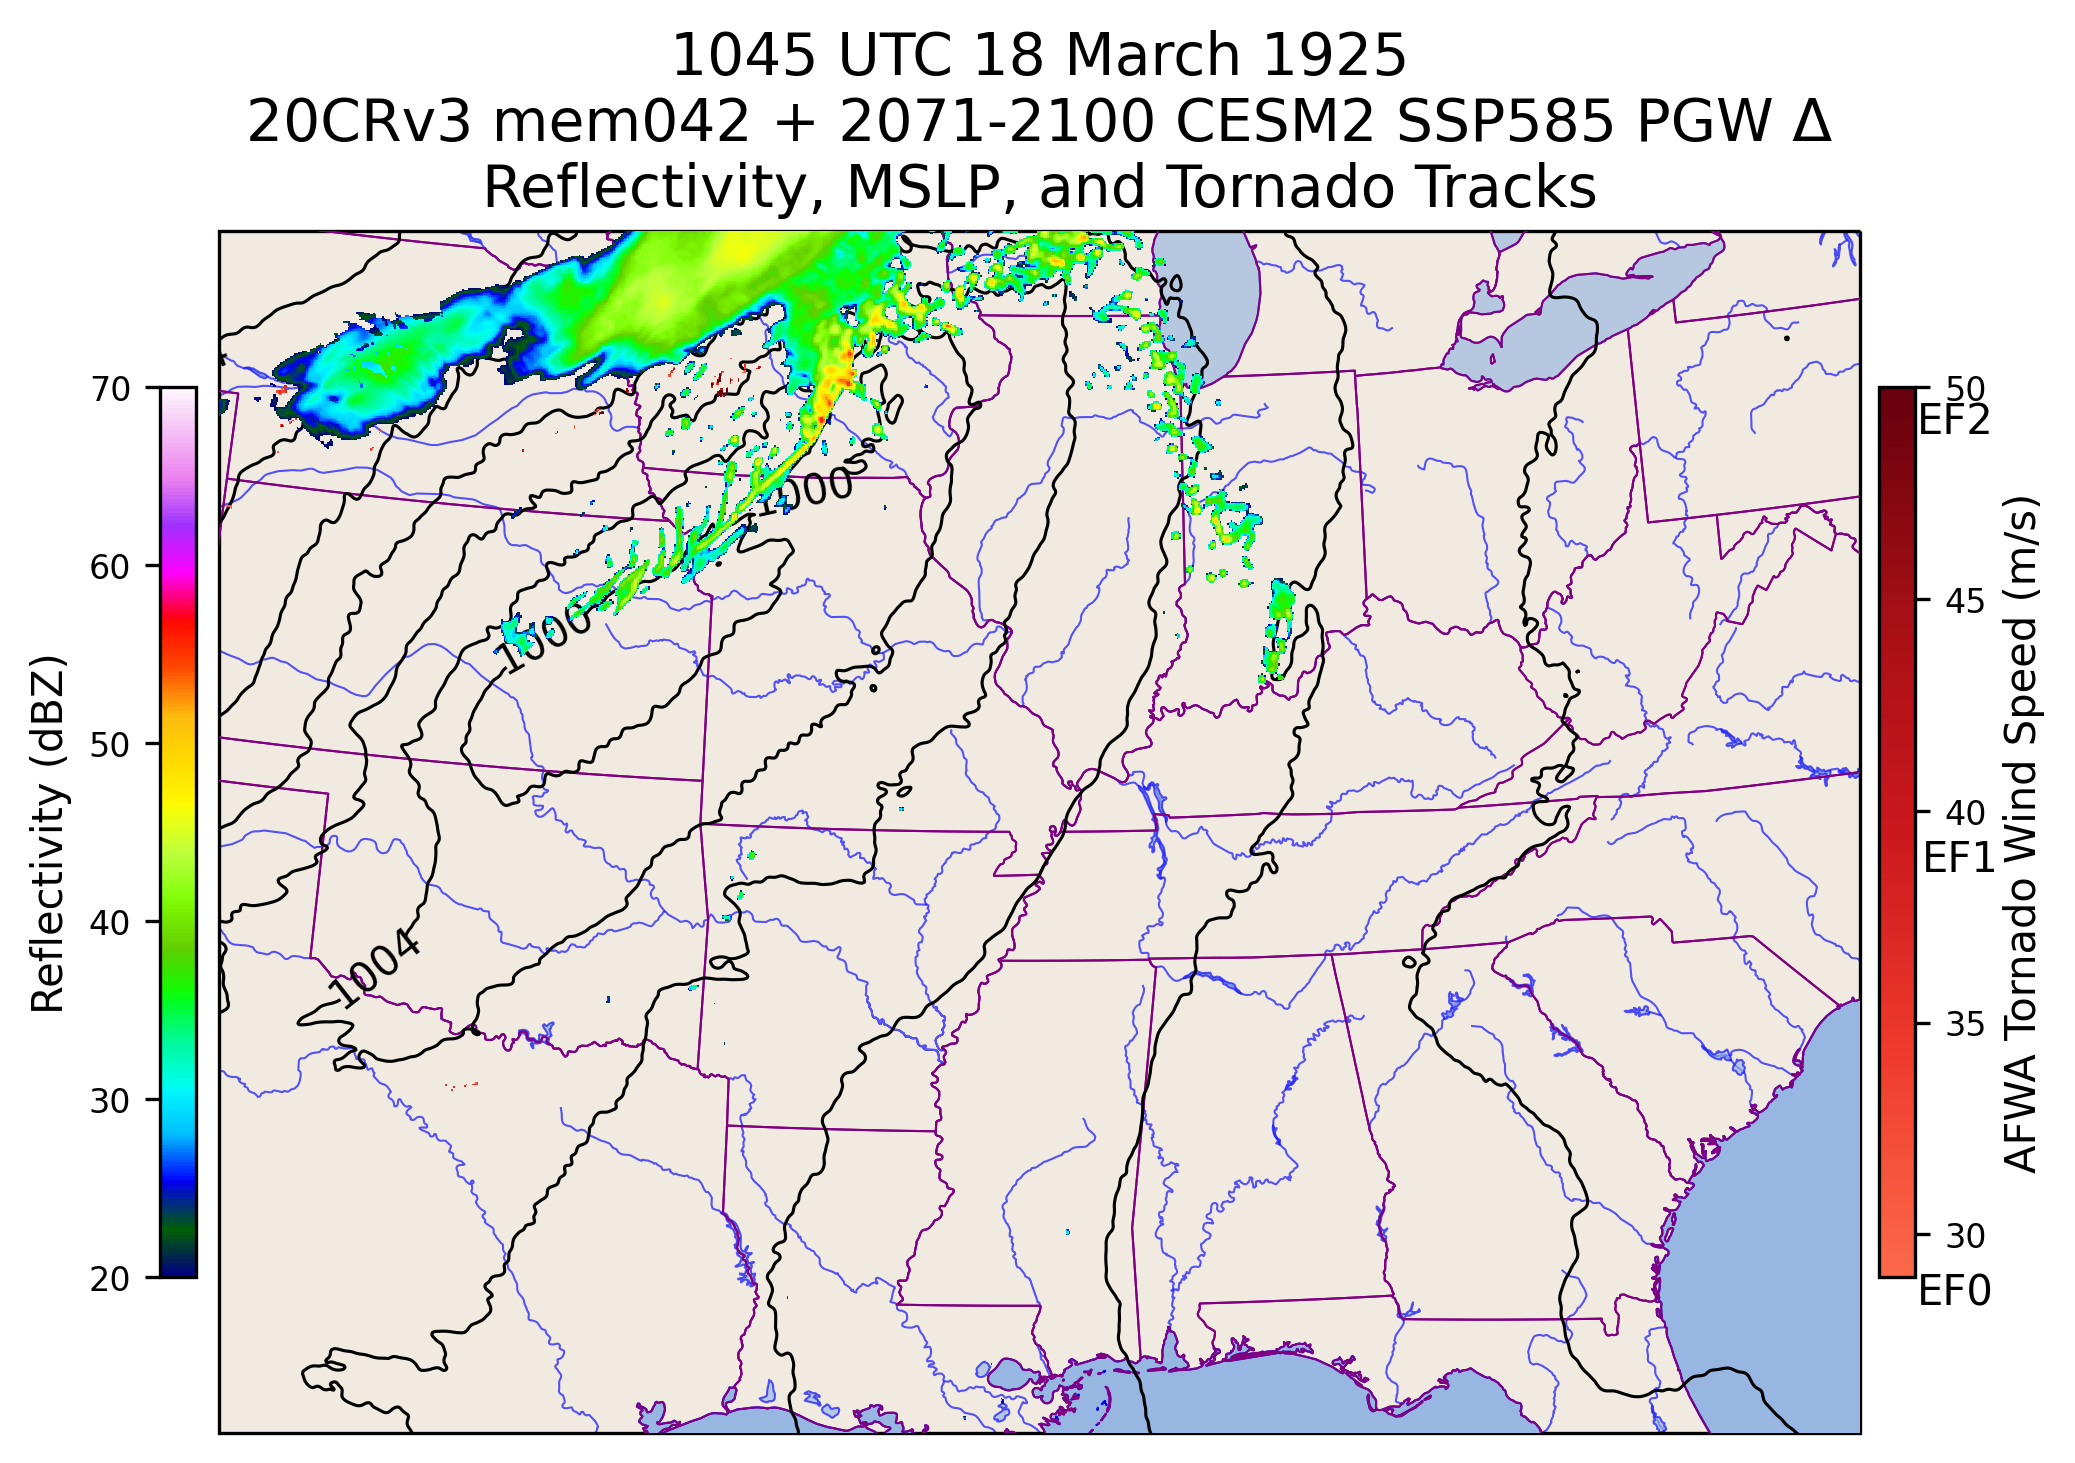 1045 UTC 18 March 1925
20CRv3 mem042 + 2071-2100 CESM2 SSP585 PGW Δ
Reflectivity, MSLP, and Tornado Tracks
70
60
50
40
30
20
Reflectivity (dBZ)
1000
1000
1004
50
EF2
45
40
EF1
35
30
EF0
AFWA Tornado Wind Speed (m/s)